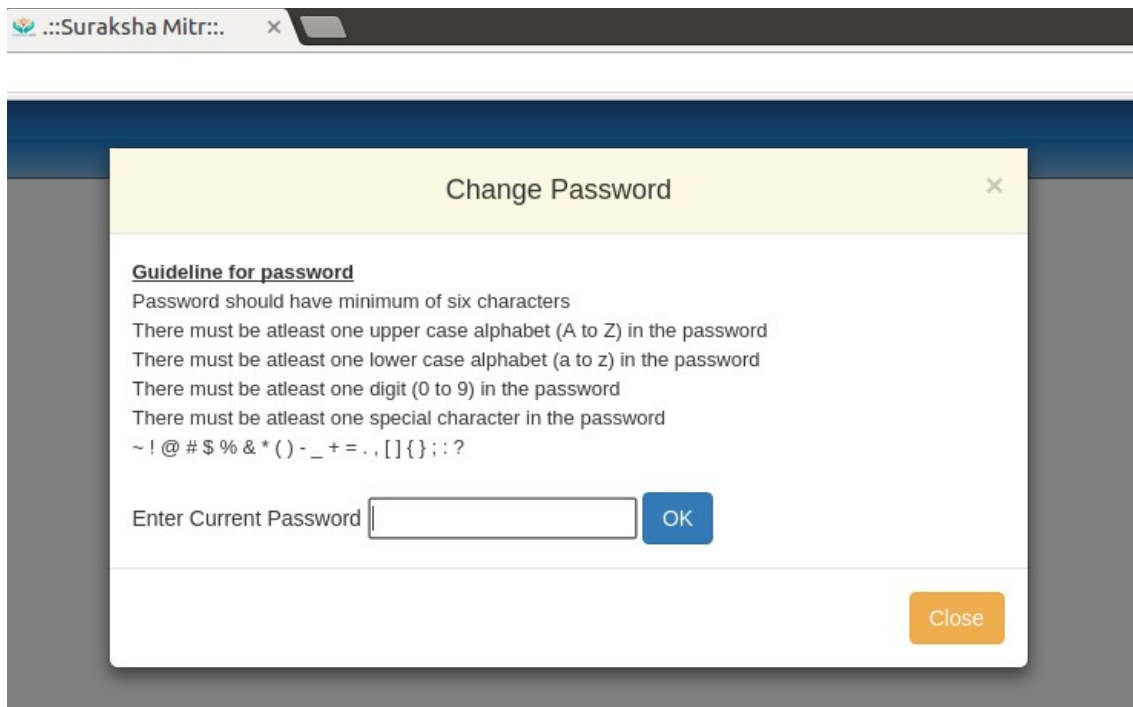 .::Suraksha Mitr::. ×
Change Password ×
Guideline for password
Password should have minimum of six characters
There must be atleast one upper case alphabet (A to Z) in the password
There must be atleast one lower case alphabet (a to z) in the password
There must be atleast one digit (0 to 9) in the password
There must be atleast one special character in the password
~ ! @ # $ % & * ( ) - _ + = . , [ ] { } ; : ?
Enter Current Password OK
Close